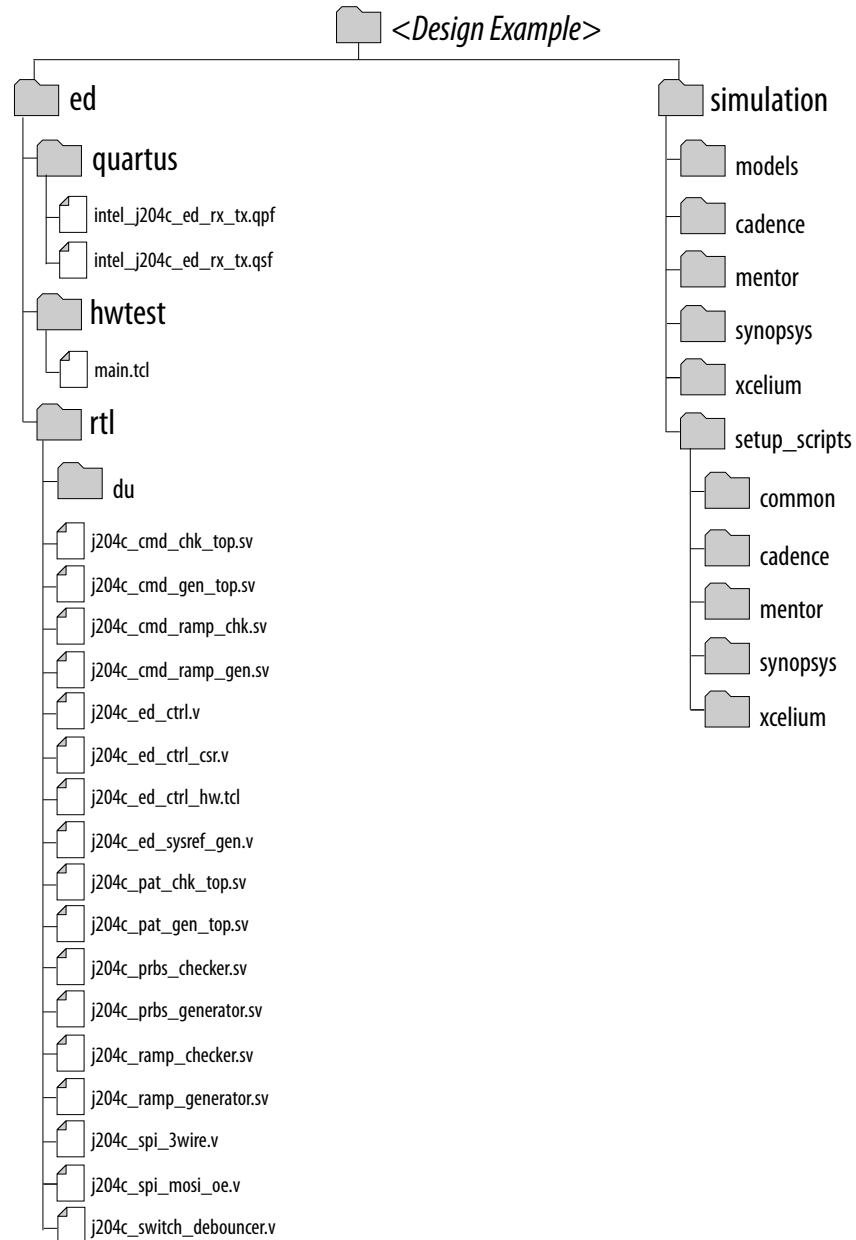 <Design Example>
ed
quartus
intel_j204c_ed_rx_tx.qpf
intel_j204c_ed_rx_tx.qsf
hwtest
main.tcl
rtl
du
j204c_cmd_chk_top.sv
j204c_cmd_gen_top.sv
j204c_cmd_ramp_chk.sv
j204c_cmd_ramp_gen.sv
j204c_ed_ctrl.v
j204c_ed_ctrl_csr.v
j204c_ed_ctrl_hw.tcl
j204c_ed_sysref_gen.v
j204c_pat_chk_top.sv
j204c_pat_gen_top.sv
j204c_prbs_checker.sv
j204c_prbs_generator.sv
j204c_ramp_checker.sv
j204c_ramp_generator.sv
j204c_spi_3wire.v
j204c_spi_mosi_oe.v
j204c_switch_debouncer.v
simulation
models
cadence
mentor
synopsys
xcelium
setup_scripts
common
cadence
mentor
synopsys
xcelium